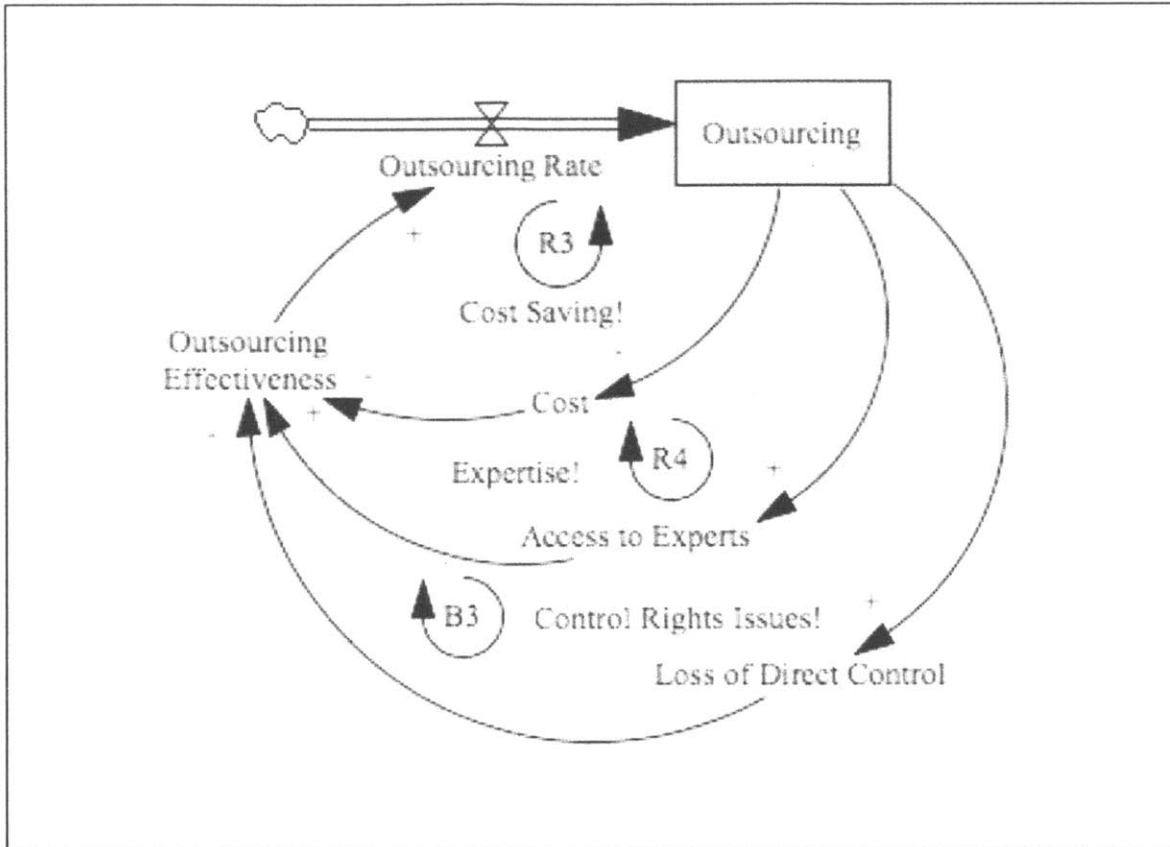 Outsourcing
Outsourcing Rate
+
R3
Cost Saving!
Outsourcing
Effectiveness
-
-
+
-
Cost
R4
Expertise!
+
Access to Experts
B3
Control Rights Issues!
+
Loss of Direct Control